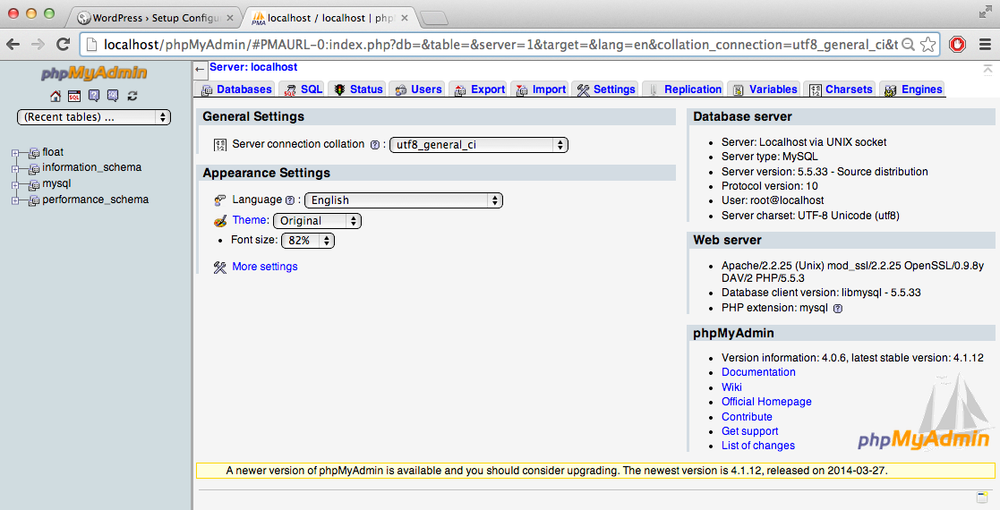 WordPress › Setup Configu
localhost / localhost | php
localhost/phpMyAdmin/#PMAURL-0:index.php?db=&table=&server=1&target=&lang=en&collation_connection=utf8_general_ci&t
phpMyAdmin
(Recent tables) ...
float
information_schema
mysql
performance_schema
Server: localhost
Databases SQL Status Users Export Import Settings Replication Variables Charsets Engines
General Settings
Server connection collation : utf8_general_ci
Appearance Settings
Language : English
Theme: Original
Font size: 82%
More settings
Database server
Server: Localhost via UNIX socket
Server type: MySQL
Server version: 5.5.33 - Source distribution
Protocol version: 10
User: root@localhost
Server charset: UTF-8 Unicode (utf8)
Web server
Apache/2.2.25 (Unix) mod_ssl/2.2.25 OpenSSL/0.9.8y
DAV/2 PHP/5.5.3
Database client version: libmysql - 5.5.33
PHP extension: mysql
phpMyAdmin
Version information: 4.0.6, latest stable version: 4.1.12
Documentation
Wiki
Official Homepage
Contribute
Get support
List of changes
phpMyAdmin
A newer version of phpMyAdmin is available and you should consider upgrading. The newest version is 4.1.12, released on 2014-03-27.